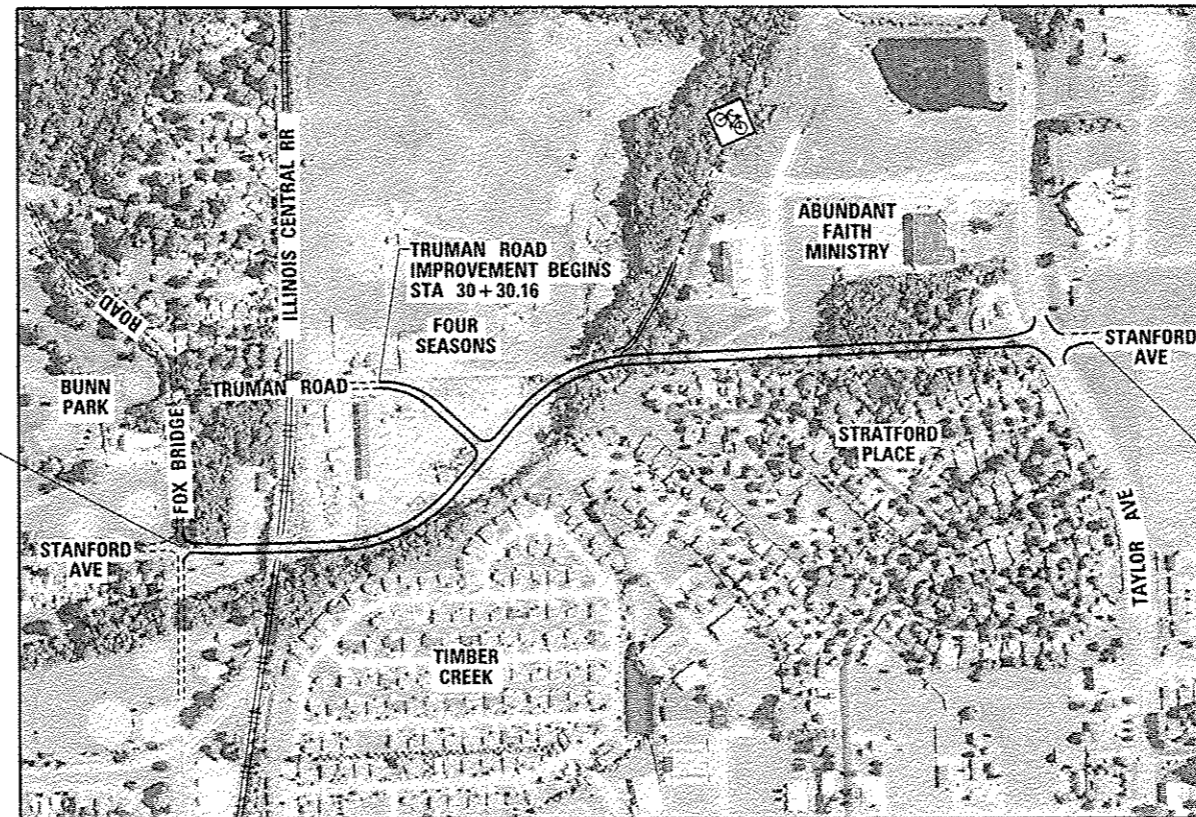 ILLINOIS CENTRAL RR
ABUNDANT
FAITH
MINISTRY
TRUMAN ROAD
IMPROVEMENT BEGINS
STA 30+30.16
FOUR
SEASONS
ROAD
STANFORD
AVE
BUNN
PARK
TRUMAN ROAD
FOX BRIDGE
STRATFORD
PLACE
STANFORD
AVE
TAYLOR AVE
TIMBER
CREEK